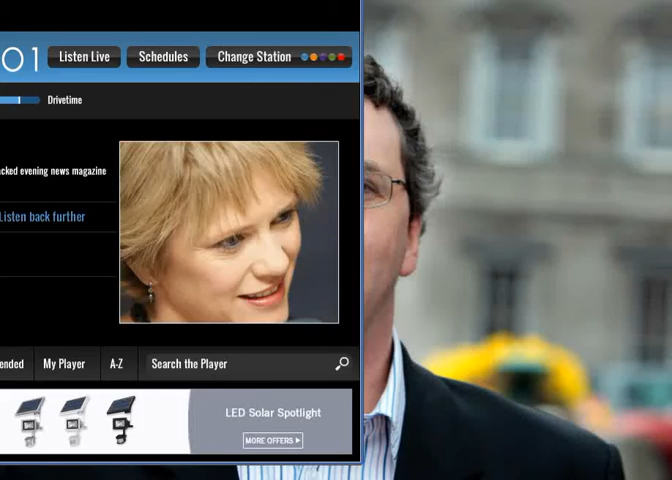 01
Listen Live
Schedules
Change Station
Drivetime
acked evening news magazine
Listen back further
ended
My Player
A-Z
Search the Player
LED Solar Spotlight
MORE OFFERS